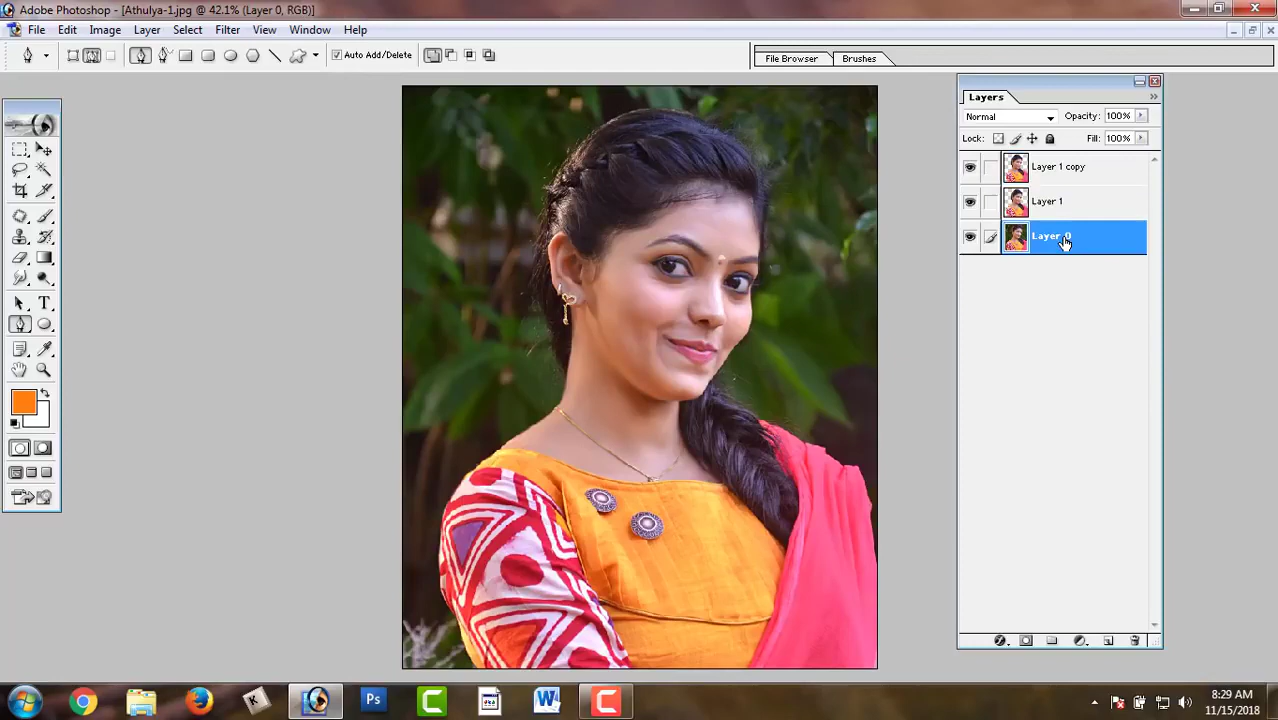 Adobe Photoshop - [Athulya-1.jpg @ 42.1% (Layer 0, RGB)]
File Edit Image Layer Select Filter View Window Help
Auto Add/Delete
File Browser Brushes
Layers
Normal Opacity: 100%
Lock: Fill: 100%
Layer 1 copy
Layer 1
Layer 0
T
K Ps C W C
8:29 AM
11/15/2018